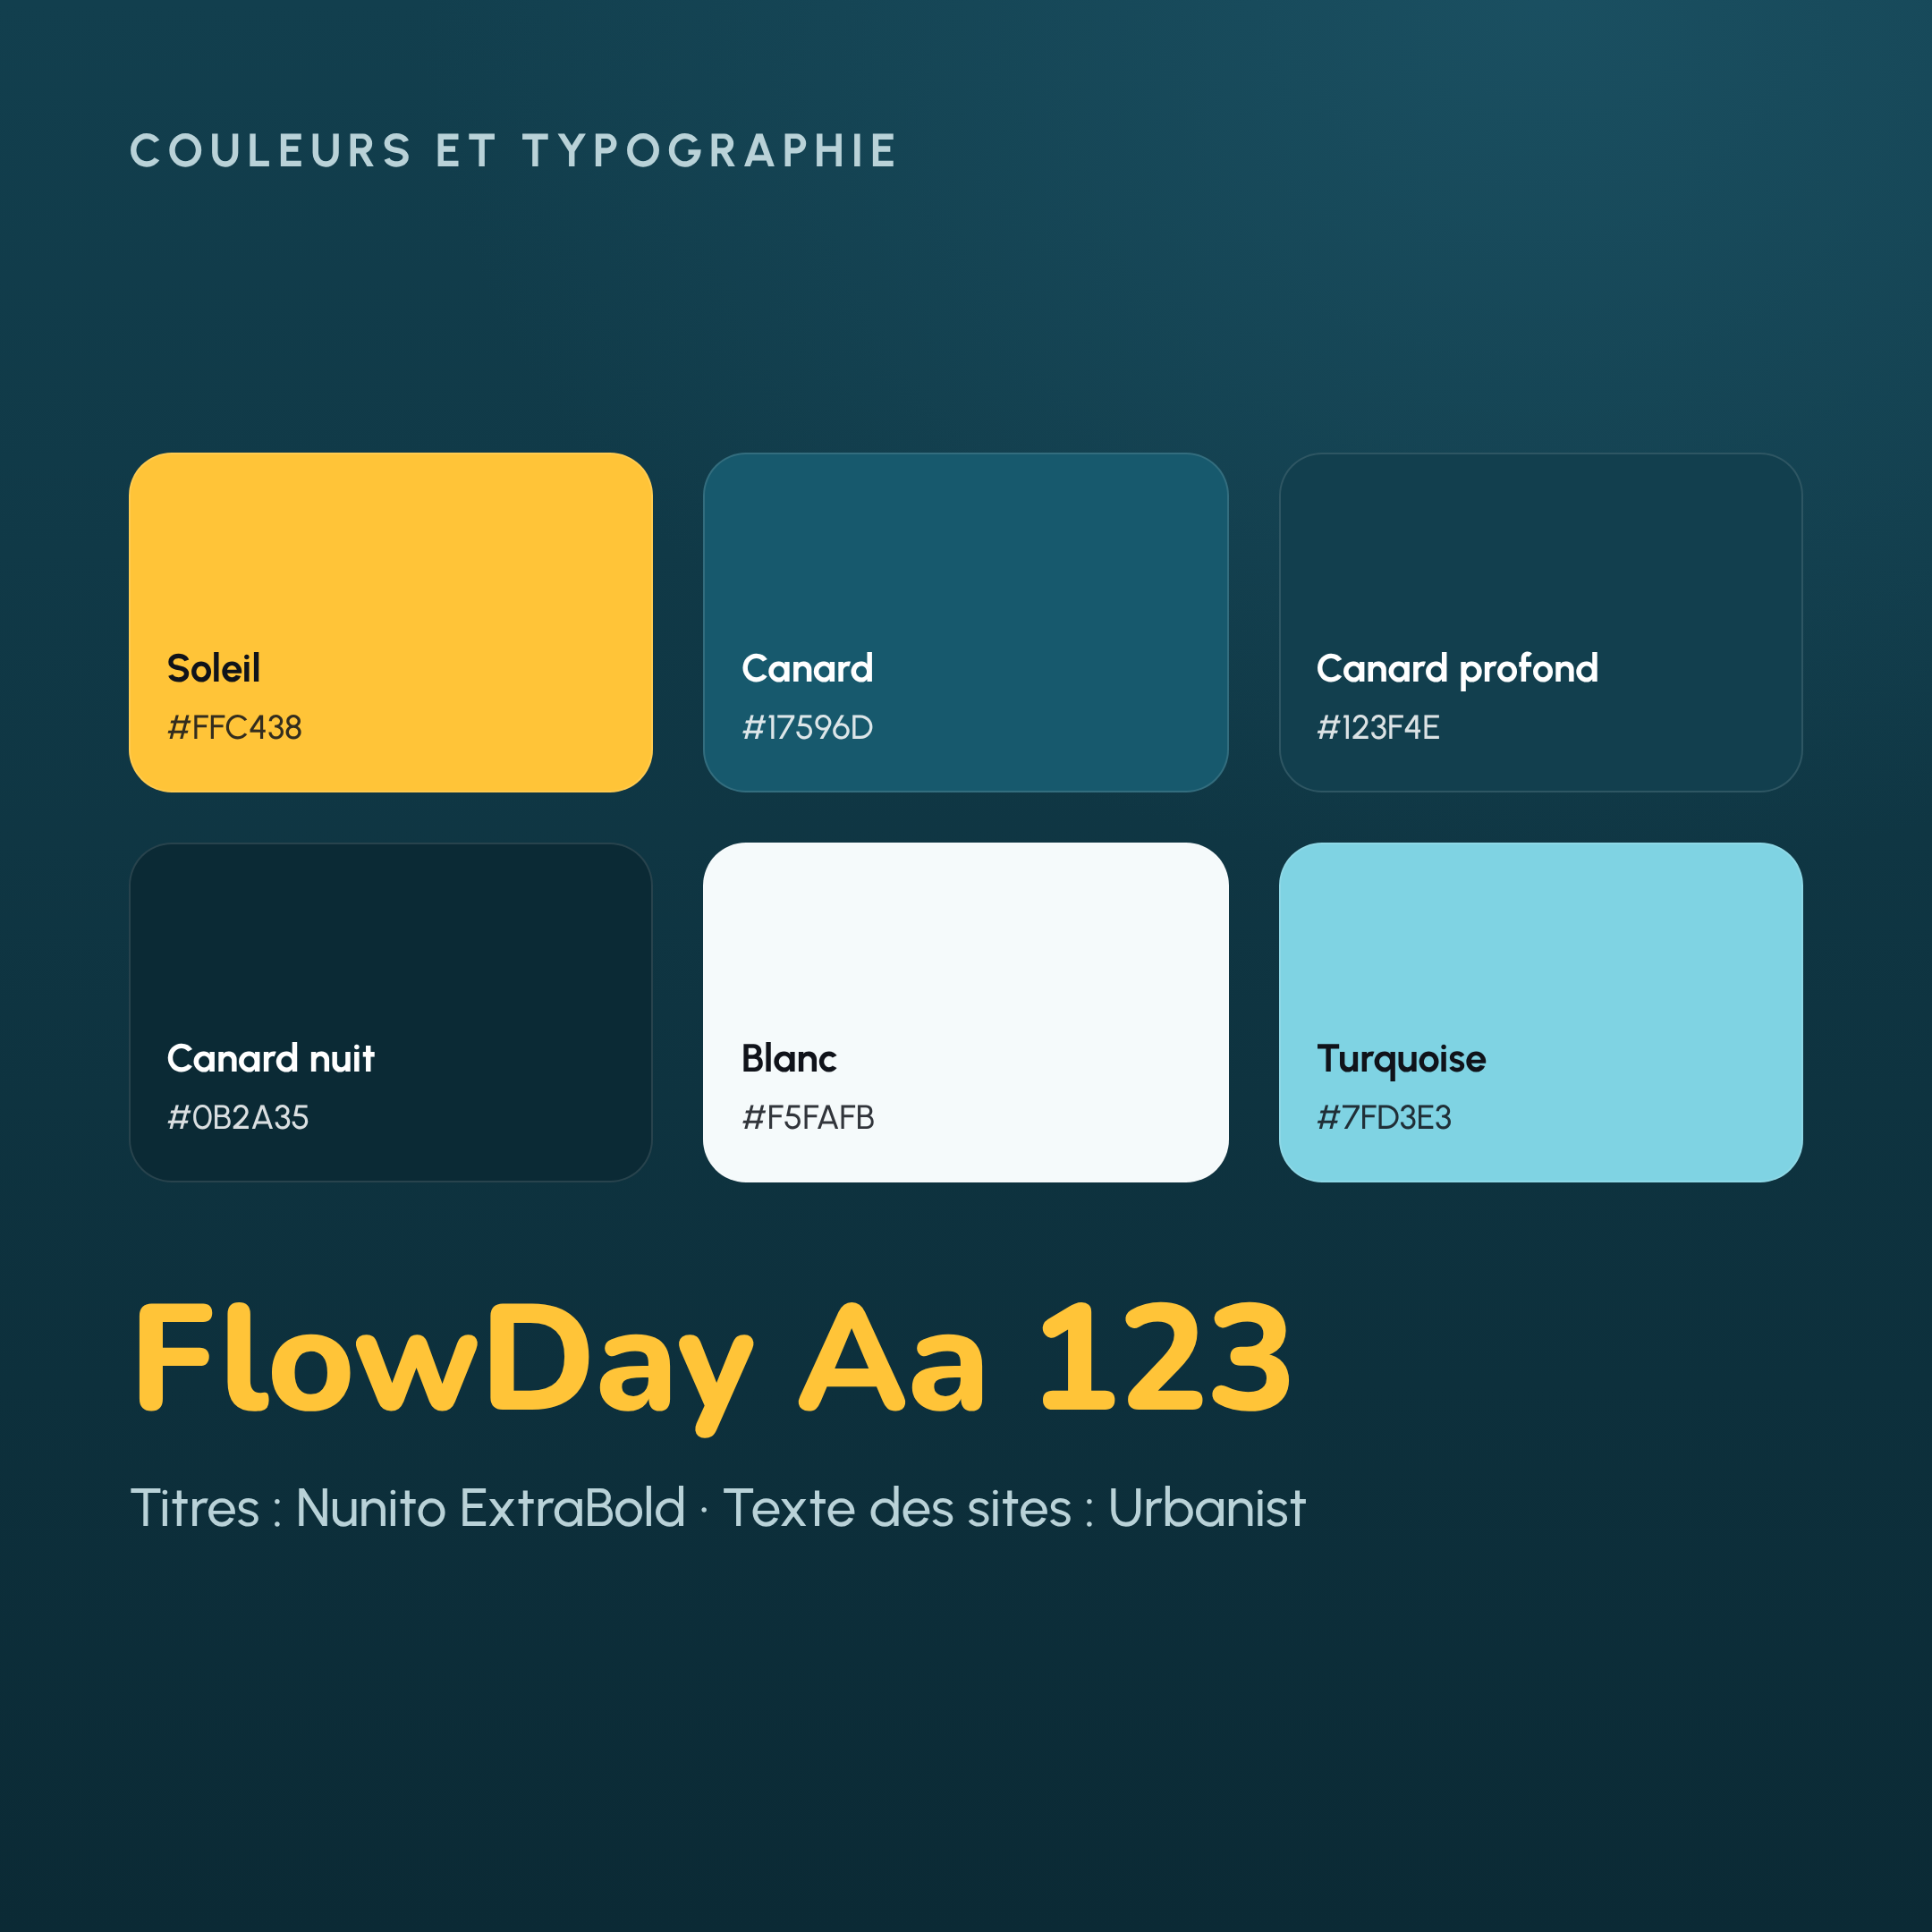 COULEURS ET TYPOGRAPHIE
Soleil
#FFC438
Canard
#17596D
Canard profond
#123F4E
Canard nuit
#0B2A35
Blanc
#F5FAFB
Turquoise
#7FD3E3
FlowDay Aa 123
Titres : Nunito ExtraBold · Texte des sites : Urbanist